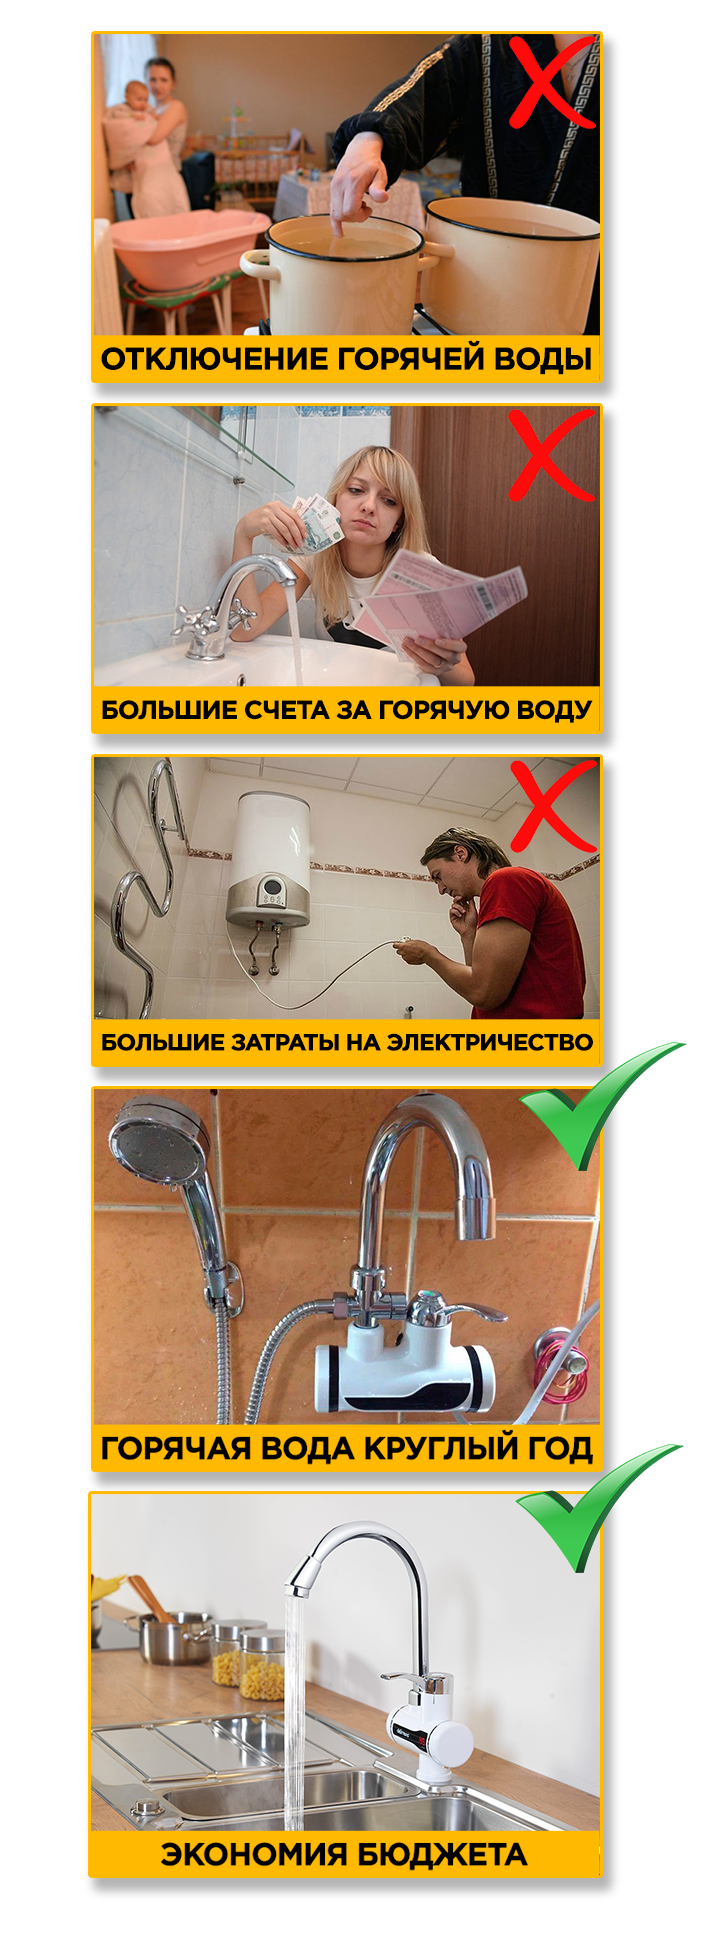 ОТКЛЮЧЕНИЕ ГОРЯЧЕЙ ВОДЫ
БОЛЬШИЕ СЧЕТА ЗА ГОРЯЧУЮ ВОДУ
БОЛЬШИЕ ЗАТРАТЫ НА ЭЛЕКТРИЧЕСТВО
ГОРЯЧАЯ ВОДА КРУГЛЫЙ ГОД
ЭКОНОМИЯ БЮДЖЕТА